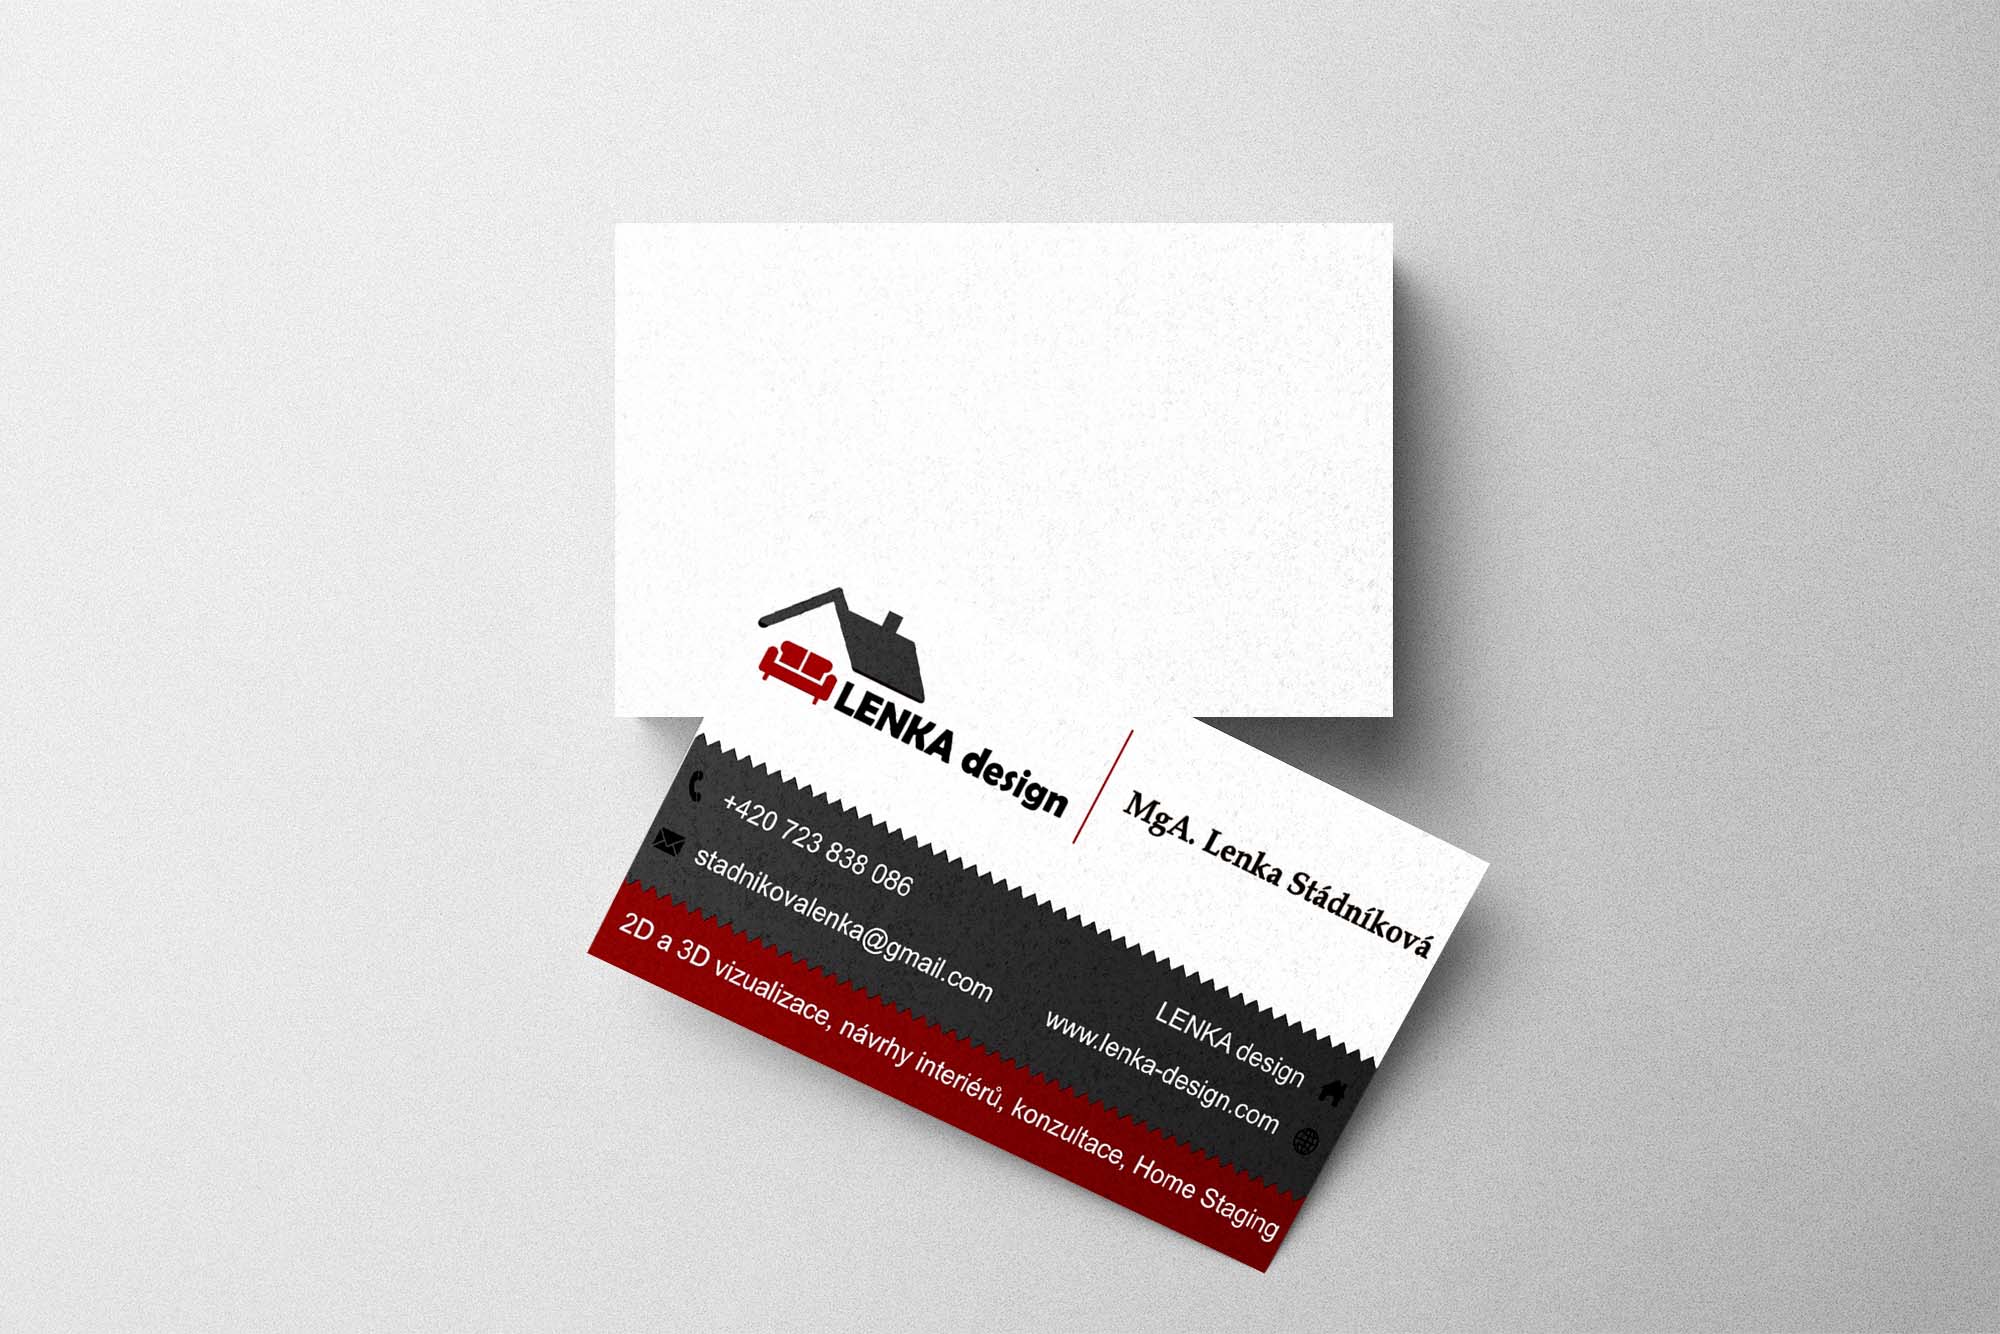 LENKA design
MgA. Lenka Stádníková
+420 723 838 086
stadnikovalenka@gmail.com
LENKA design
www.lenka-design.com
2D a 3D vizualizace, návrhy interiérů, konzultace, Home Staging